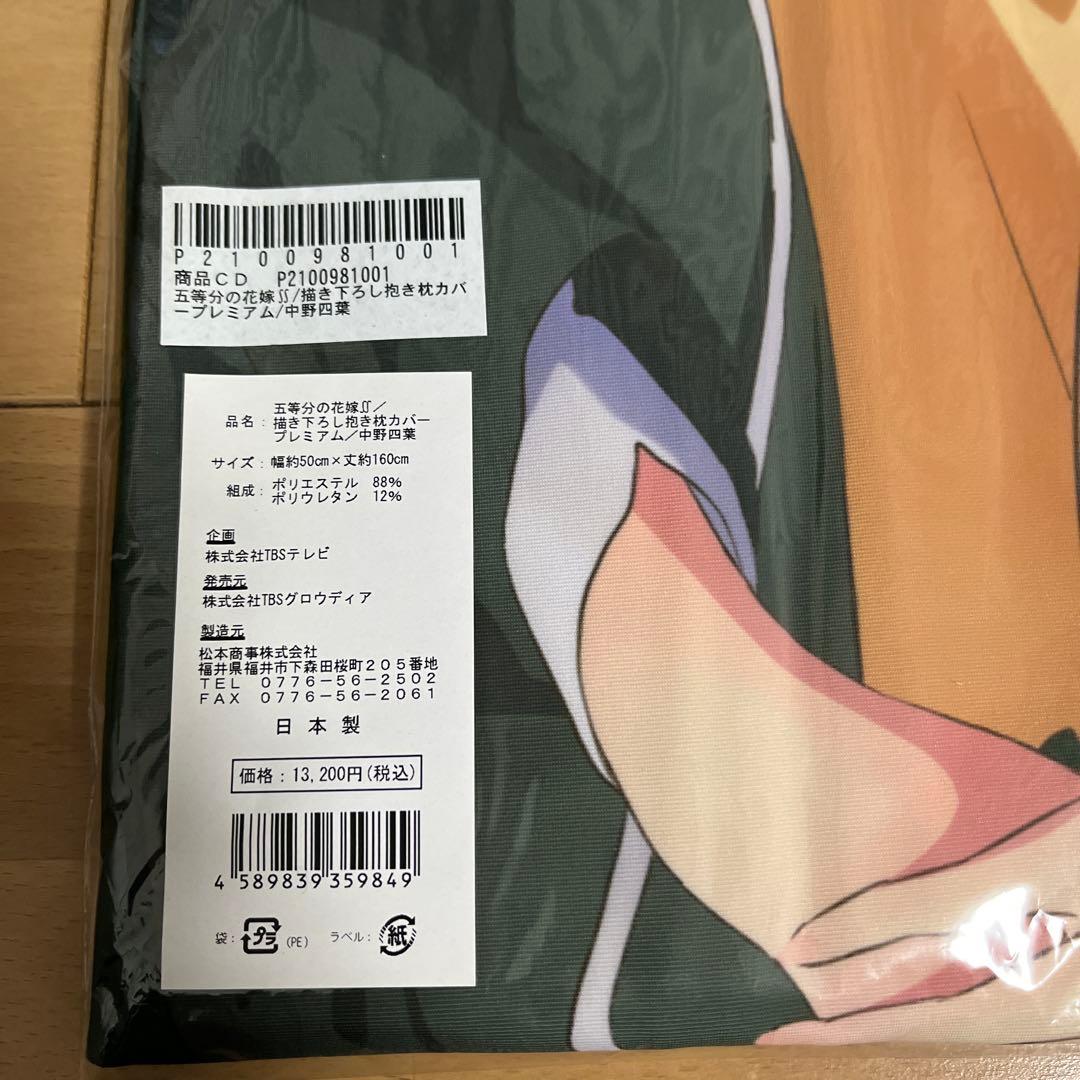 P2100981001
商品CD P2100981001
五等分の花嫁∬/描き下ろし抱き枕カバ
ープレミアム/中野四葉
五等分の花嫁∬／
品名：描き下ろし抱き枕カバー
プレミアム／中野四葉
サイズ：幅約50cm×丈約160cm
組成：ポリエステル 88%
ポリウレタン 12%
企画
株式会社TBSテレビ
発売元
株式会社TBSグロウディア
製造元
松本商事株式会社
福井県福井市下森田桜町２０５番地
ＴＥＬ ０７７６－５６－２５０２
ＦＡＸ ０７７６－５６－２０６１
日本製
価格：13,200円(税込)
4 589839 359849
袋：プラ (PE) ラベル：紙